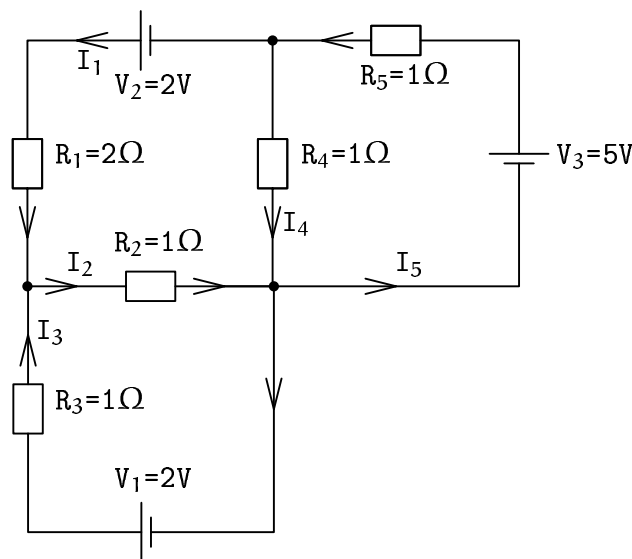 I₁
V₂=2V
R₅=1Ω
R₁=2Ω
R₄=1Ω
V₃=5V
I₄
R₂=1Ω
I₂
I₅
I₃
R₃=1Ω
V₁=2V